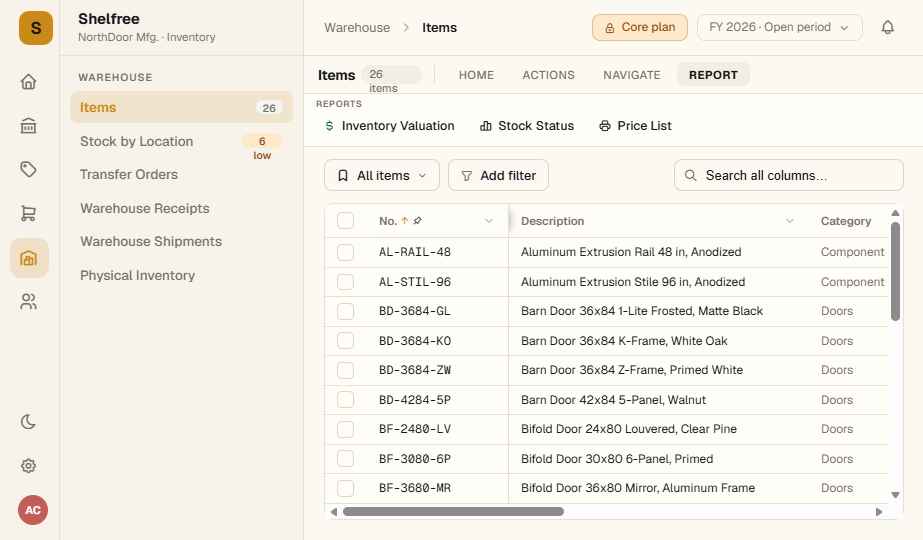 S
Shelfree
NorthDoor Mfg. · Inventory
WAREHOUSE
Items 26
Stock by Location 6 low
Transfer Orders
Warehouse Receipts
Warehouse Shipments
Physical Inventory
AC
Warehouse > Items
Core plan
FY 2026 · Open period
Items 26 items
HOME ACTIONS NAVIGATE REPORT
REPORTS
$ Inventory Valuation Stock Status Price List
All items Add filter Search all columns...
No. ↑ Description Category
AL-RAIL-48 Aluminum Extrusion Rail 48 in, Anodized Component
AL-STIL-96 Aluminum Extrusion Stile 96 in, Anodized Component
BD-3684-GL Barn Door 36x84 1-Lite Frosted, Matte Black Doors
BD-3684-KO Barn Door 36x84 K-Frame, White Oak Doors
BD-3684-ZW Barn Door 36x84 Z-Frame, Primed White Doors
BD-4284-5P Barn Door 42x84 5-Panel, Walnut Doors
BF-2480-LV Bifold Door 24x80 Louvered, Clear Pine Doors
BF-3080-6P Bifold Door 30x80 6-Panel, Primed Doors
BF-3680-MR Bifold Door 36x80 Mirror, Aluminum Frame Doors